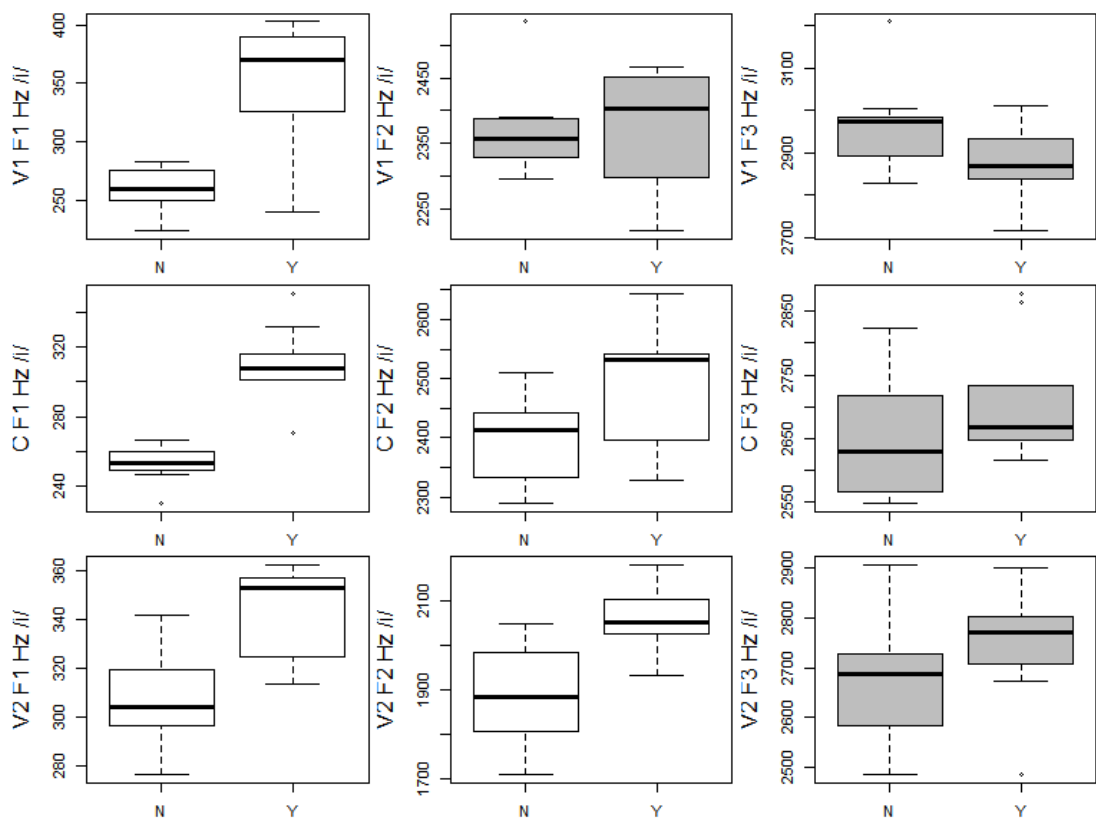 V1 F1 Hz /i/
250 300 350 400
N Y
V1 F2 Hz /i/
2250 2350 2450
N Y
V1 F3 Hz /i/
2700 2900 3100
N Y
C F1 Hz /i/
240 280 320
N Y
C F2 Hz /i/
2300 2400 2500 2600
N Y
C F3 Hz /i/
2550 2650 2750 2850
N Y
V2 F1 Hz /i/
280 300 320 340 360
N Y
V2 F2 Hz /i/
1700 1900 2100
N Y
V2 F3 Hz /i/
2500 2600 2700 2800 2900
N Y